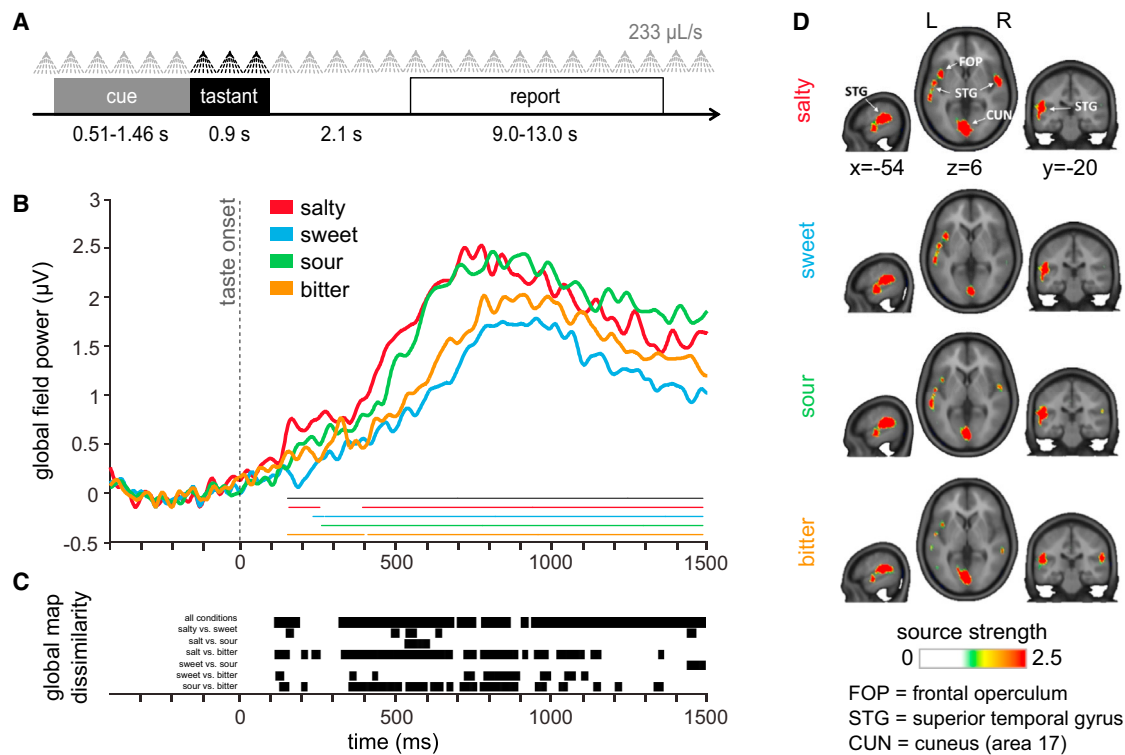 A
233 µL/s
cue
tastant
report
0.51-1.46 s
0.9 s
2.1 s
9.0-13.0 s
B
global field power (µV)
3
2.5
2
1.5
1
0.5
0
-0.5
taste onset
salty
sweet
sour
bitter
0
500
1000
1500
C
global map
dissimilarity
all conditions
salty vs. sweet
salt vs. sour
salt vs. bitter
sweet vs. sour
sweet vs. bitter
sour vs. bitter
0
500
1000
1500
time (ms)
D
L
R
salty
STG
FOP
STG
CUN
STG
x=-54
z=6
y=-20
sweet
sour
bitter
source strength
0
2.5
FOP = frontal operculum
STG = superior temporal gyrus
CUN = cuneus (area 17)